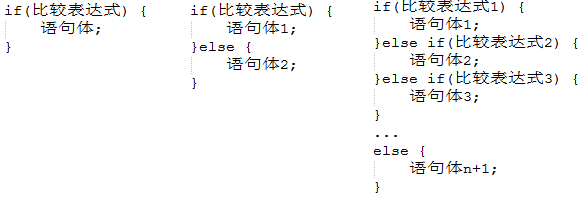 if(比较表达式) {
语句体;
}
if(比较表达式) {
语句体1;
}else {
语句体2;
}
if(比较表达式1) {
语句体1;
}else if(比较表达式2) {
语句体2;
}else if(比较表达式3) {
语句体3;
}
...
else {
语句体n+1;
}